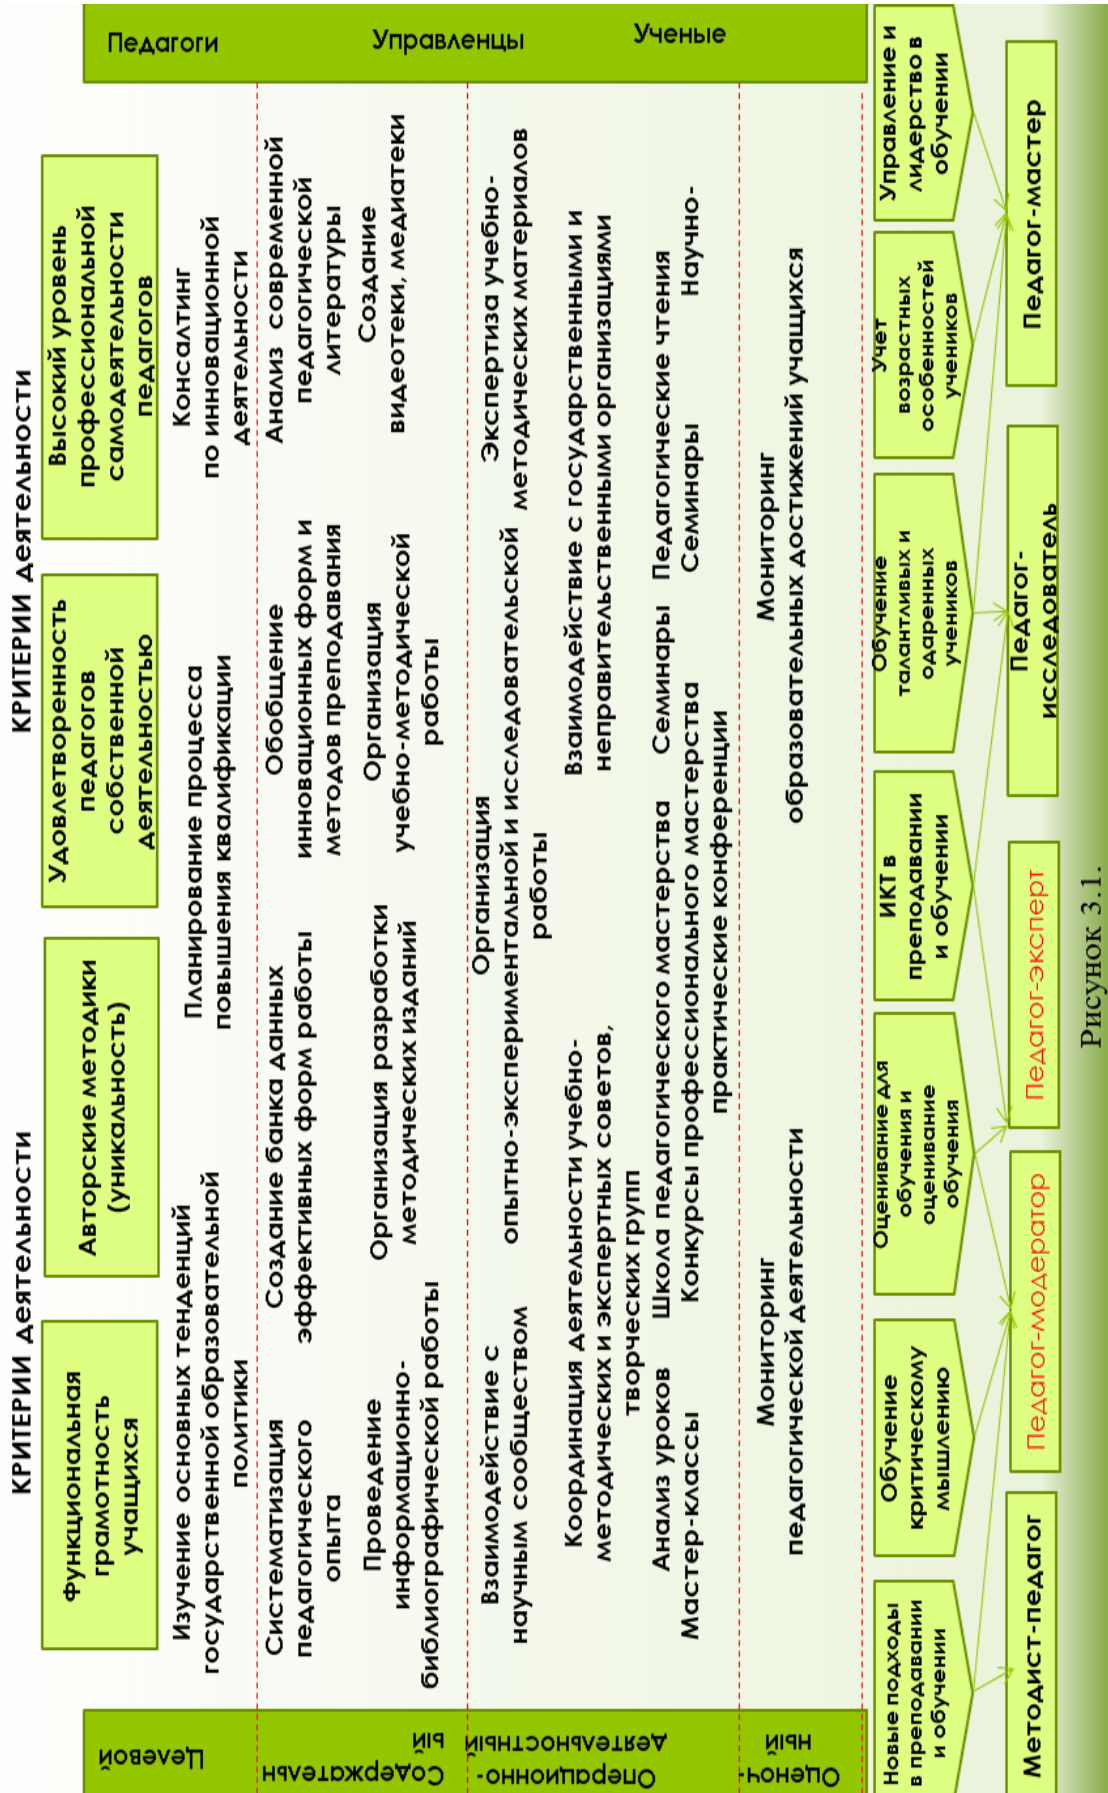 КРИТЕРИИ деятельности
КРИТЕРИИ деятельности
Функциональная
грамотность
учащихся
Авторские методики
(уникальность)
Удовлетворенность
педагогов
собственной
деятельностью
Высокий уровень
профессиональной
самодеятельности
педагогов
Целевой
Изучение основных тенденций
государственной образовательной
политики
Планирование процесса
повышения квалификации
Консалтинг
по инновационной
деятельности
Педагоги
Содержательн
ый
Систематизация
педагогического
опыта
Создание банка данных
эффективных форм работы
Обобщение
инновационных форм и
методов преподавания
Анализ современной
педагогической
литературы
Проведение
информационно-
библиографической работы
Организация разработки
методических изданий
Организация
учебно-методической
работы
Создание
видеотеки, медиатеки
Управленцы
Операционно-
деятельностный
Взаимодействие с
научным сообществом
Организация
опытно-экспериментальной и исследовательской
работы
Экспертиза учебно-
методических материалов
Координация деятельности учебно-
методических и экспертных советов,
творческих групп
Взаимодействие с государственными и
неправительственными организациями
Анализ уроков Школа педагогического мастерства Семинары Педагогические чтения
Мастер-классы Конкурсы профессионального мастерства Семинары Научно-
практические конференции
Ученые
Оценоч-
ный
Мониторинг
педагогической деятельности
Мониторинг
образовательных достижений учащихся
Новые подходы
в преподавании
и обучении
Обучение
критическому
мышлению
Оценивание для
обучения и
оценивание
обучения
ИКТ в
преподавании
и обучении
Обучение
талантливых и
одаренных
учеников
Учет
возрастных
особенностей
учеников
Управление и
лидерство в
обучении
Методист-педагог
Педагог-модератор
Педагог-эксперт
Педагог-
исследователь
Педагог-мастер
Рисунок 3.1.